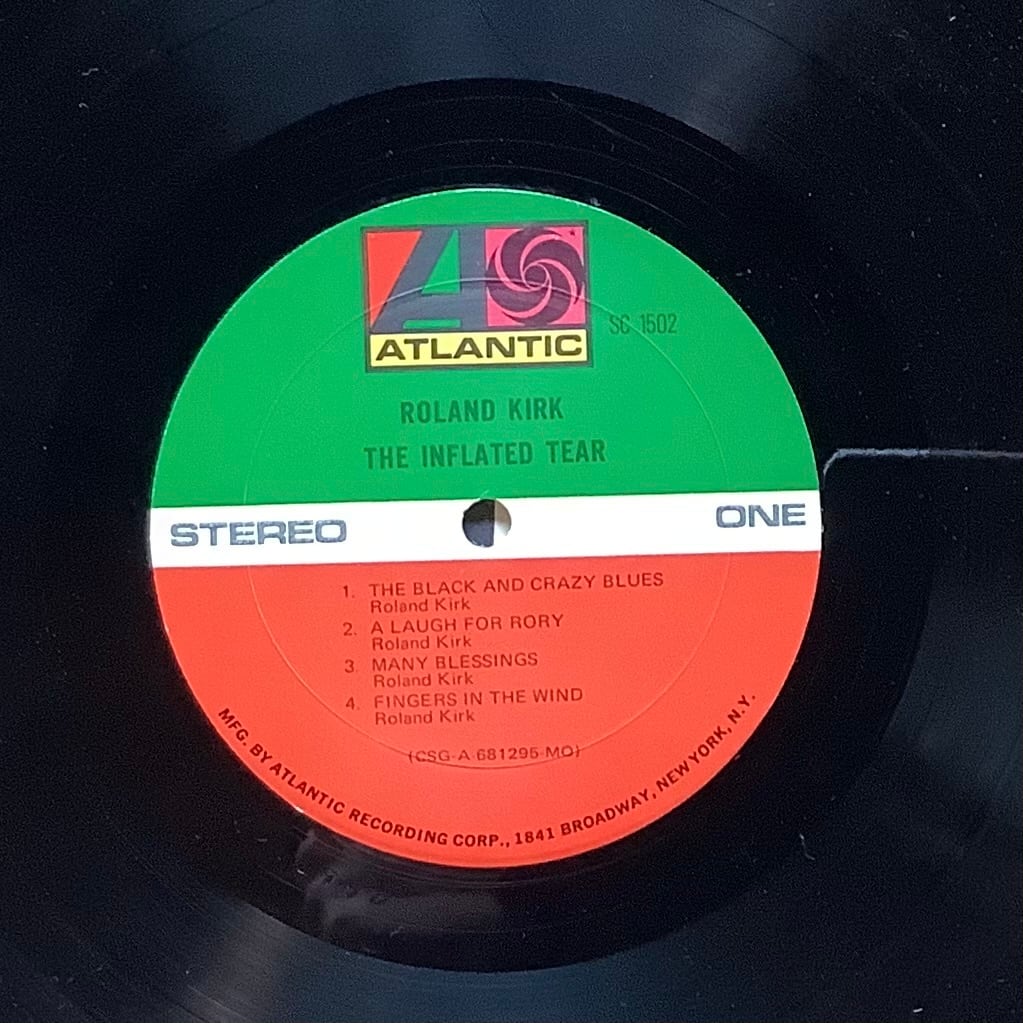 ATLANTIC
SC 1502
ROLAND KIRK
THE INFLATED TEAR
STEREO ONE
1. THE BLACK AND CRAZY BLUES
Roland Kirk
2. A LAUGH FOR RORY
Roland Kirk
3. MANY BLESSINGS
Roland Kirk
4. FINGERS IN THE WIND
Roland Kirk
(CSG-A-681295-MO)
MFG. BY ATLANTIC RECORDING CORP., 1841 BROADWAY, NEW YORK, N.Y.